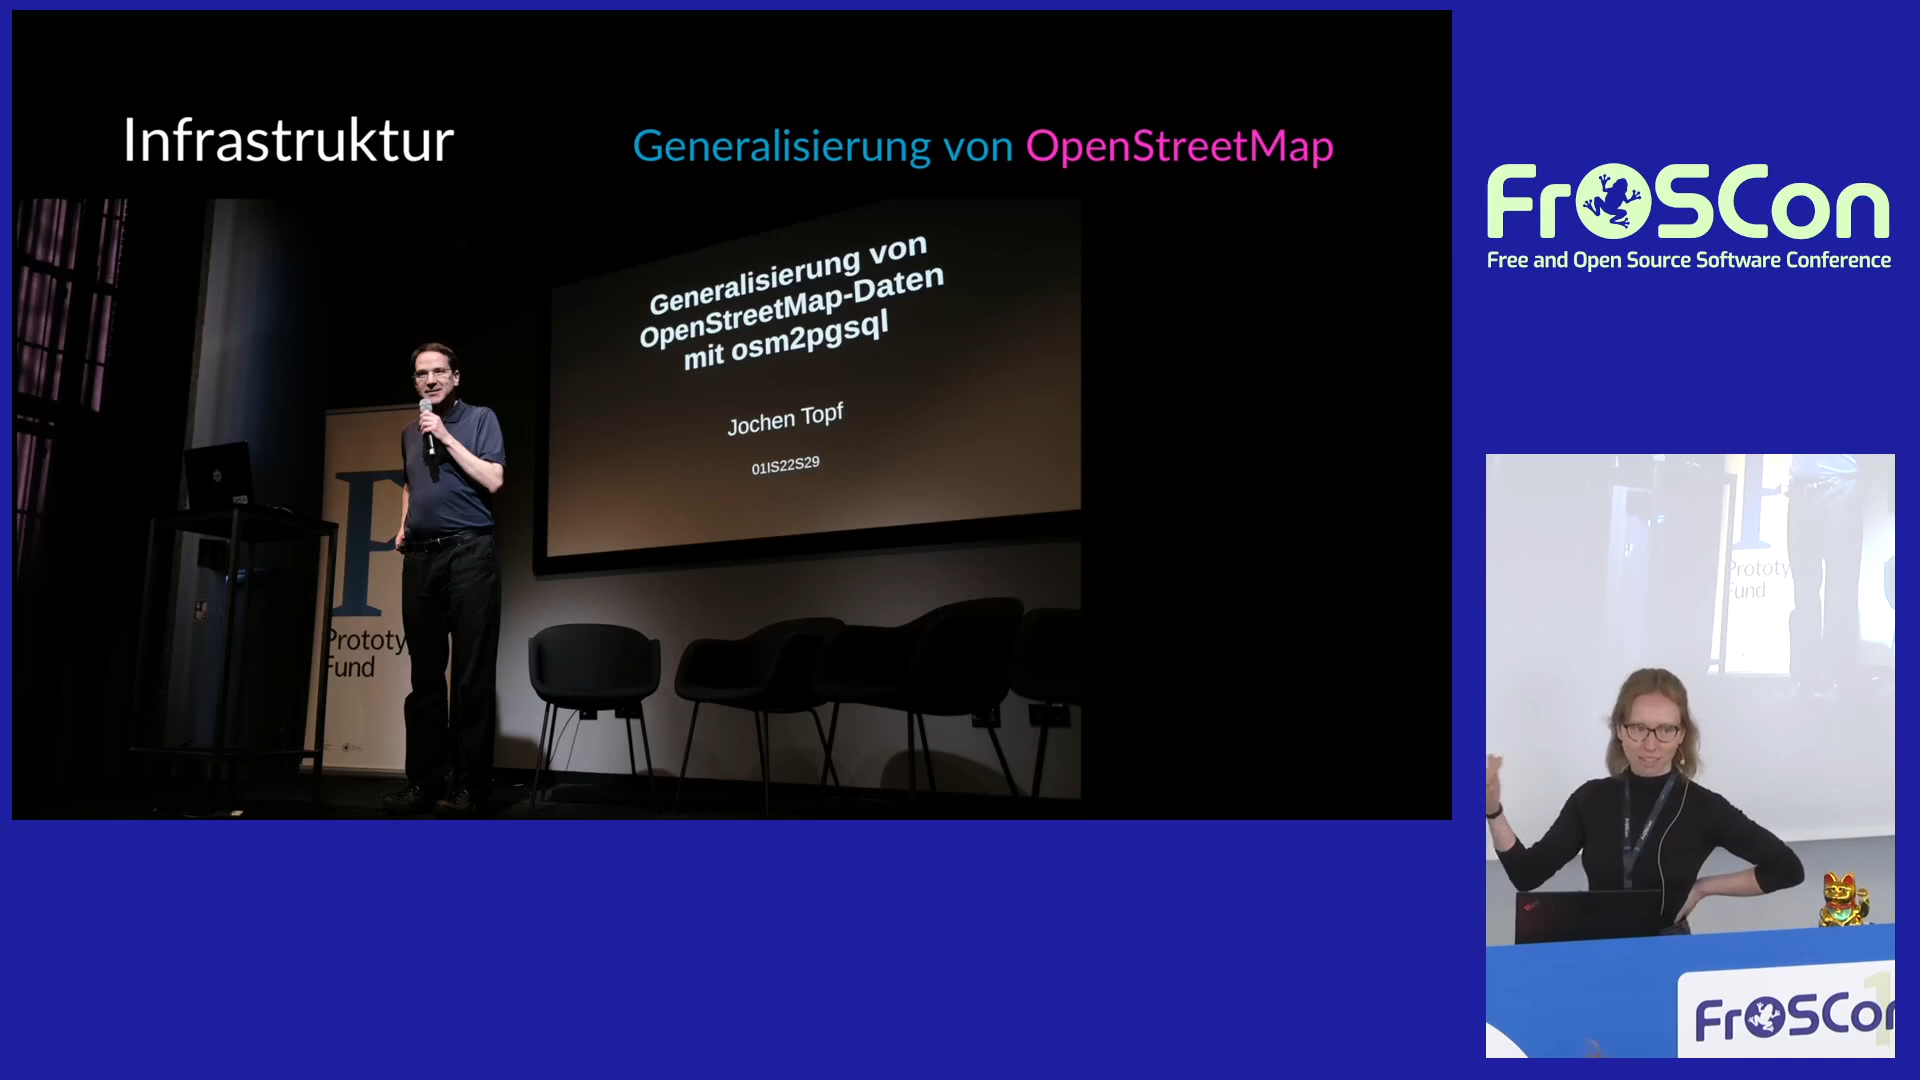 Infrastruktur
Generalisierung von OpenStreetMap
Generalisierung von
OpenStreetMap-Daten
mit osm2pgsql
Jochen Topf
01IS22S29
Prototy
Fund
FrOSCon
Free and Open Source Software Conference
Prototy
Fund
FrOSCon